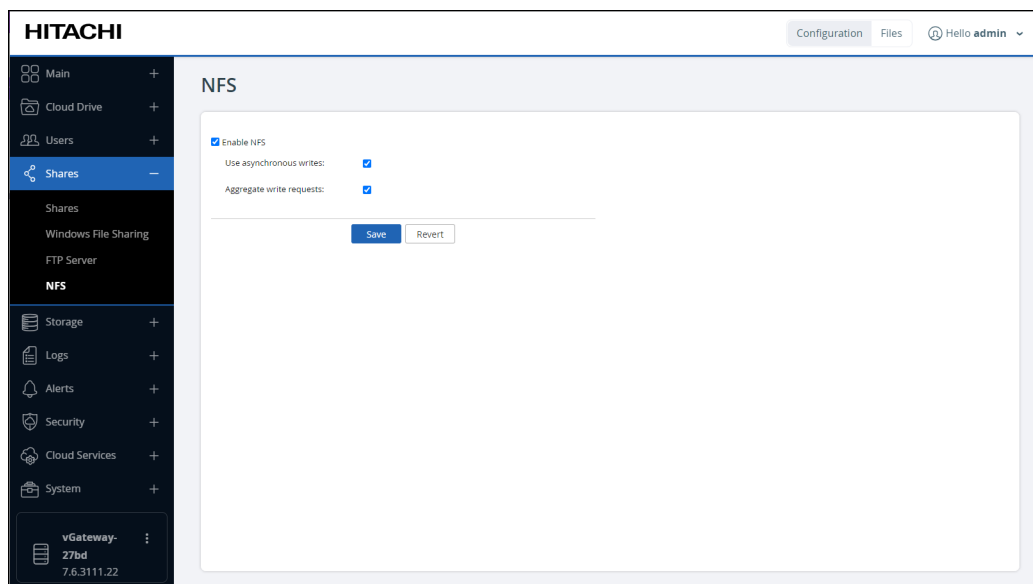 HITACHI
Configuration
Files
Hello admin
Main
Cloud Drive
Users
Shares
Shares
Windows File Sharing
FTP Server
NFS
Storage
Logs
Alerts
Security
Cloud Services
System
vGateway-
27bd
7.6.3111.22
NFS
Enable NFS
Use asynchronous writes:
Aggregate write requests:
Save
Revert